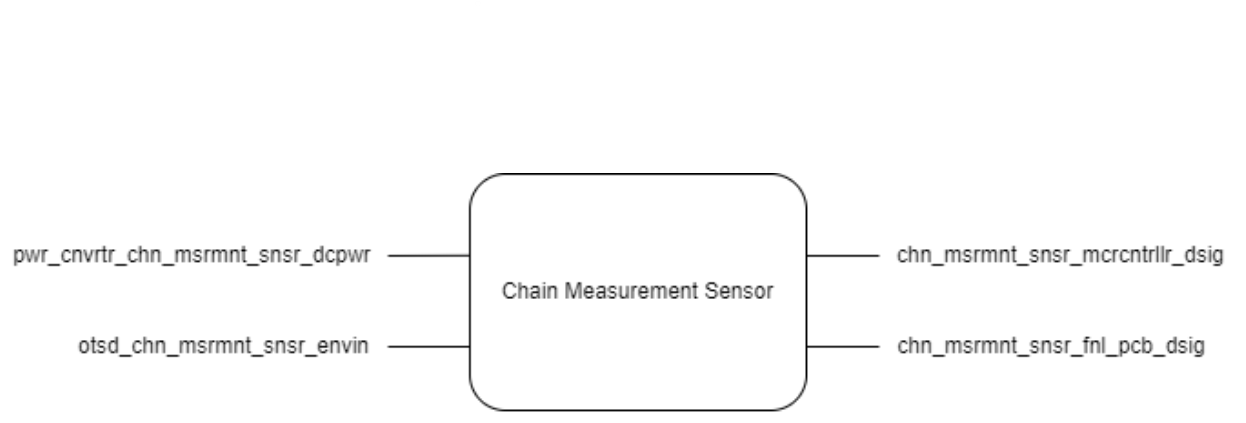 pwr_cnvrtr_chn_msrmnt_snsr_dcpwr
chn_msrmnt_snsr_mcrcntrllr_dsig
Chain Measurement Sensor
otsd_chn_msrmnt_snsr_envin
chn_msrmnt_snsr_fnl_pcb_dsig